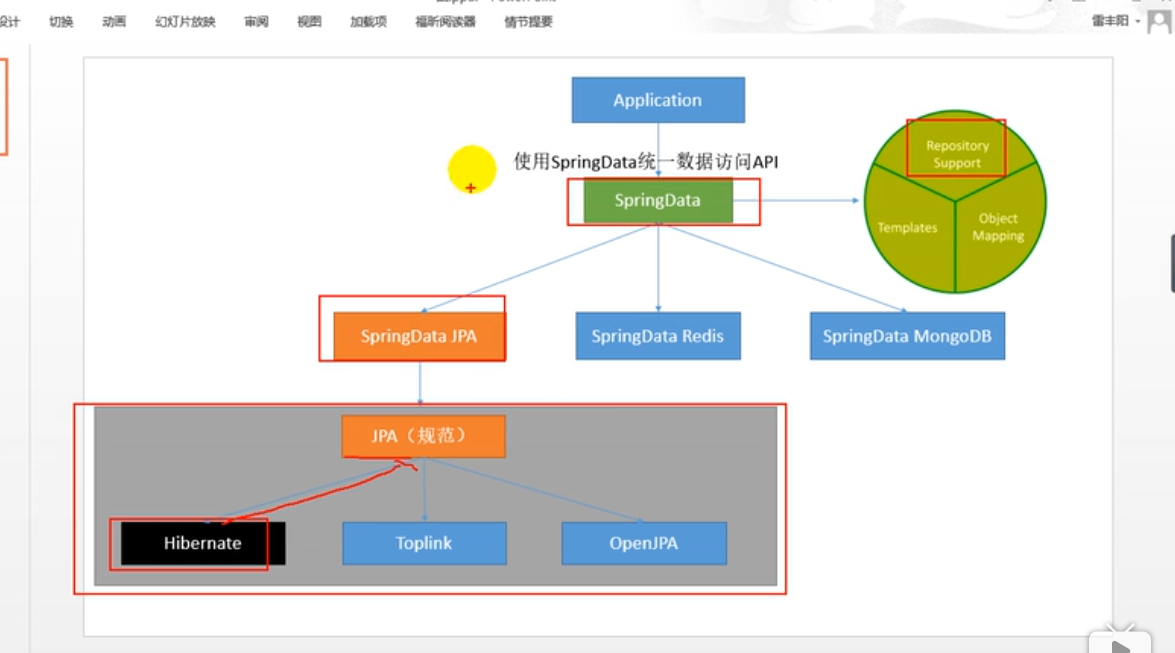 设计 切换 动画 幻灯片放映 审阅 视图 加载项 福昕阅读器 情节提要
雷丰阳
Application
使用SpringData统一数据访问API
SpringData
Repository
Support
Templates
Object
Mapping
SpringData JPA
SpringData Redis
SpringData MongoDB
JPA（规范）
Hibernate
Toplink
OpenJPA